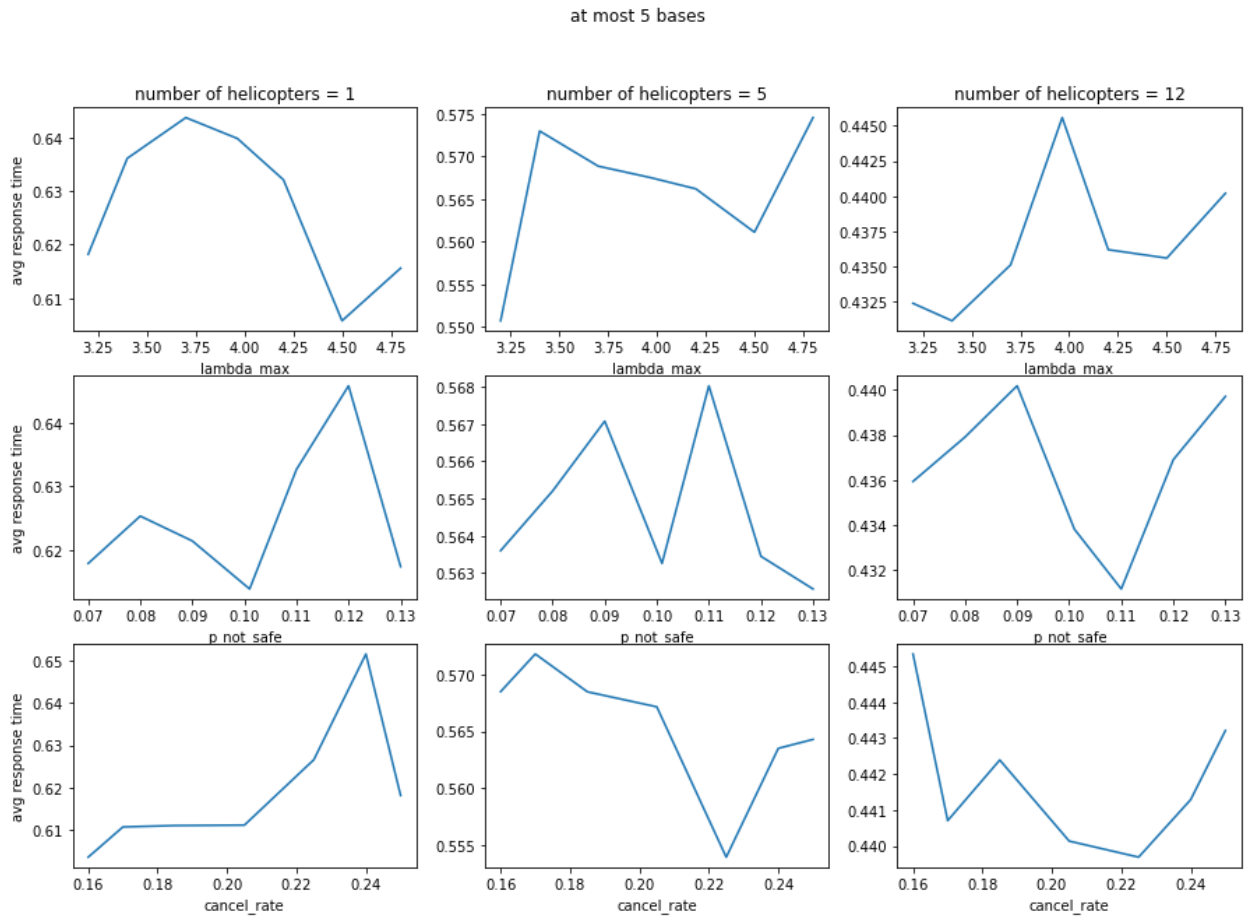 at most 5 bases
number of helicopters = 1
number of helicopters = 5
number of helicopters = 12
avg response time
0.64
0.63
0.62
0.61
3.25 3.50 3.75 4.00 4.25 4.50 4.75
lambda_max
0.575
0.570
0.565
0.560
0.555
0.550
3.25 3.50 3.75 4.00 4.25 4.50 4.75
lambda_max
0.4450
0.4425
0.4400
0.4375
0.4350
0.4325
3.25 3.50 3.75 4.00 4.25 4.50 4.75
lambda_max
avg response time
0.64
0.63
0.62
0.07 0.08 0.09 0.10 0.11 0.12 0.13
p_not_safe
0.568
0.567
0.566
0.565
0.564
0.563
0.07 0.08 0.09 0.10 0.11 0.12 0.13
p_not_safe
0.440
0.438
0.436
0.434
0.432
0.07 0.08 0.09 0.10 0.11 0.12 0.13
p_not_safe
avg response time
0.65
0.64
0.63
0.62
0.61
0.16 0.18 0.20 0.22 0.24
cancel_rate
0.570
0.565
0.560
0.555
0.16 0.18 0.20 0.22 0.24
cancel_rate
0.445
0.444
0.443
0.442
0.441
0.440
0.16 0.18 0.20 0.22 0.24
cancel_rate